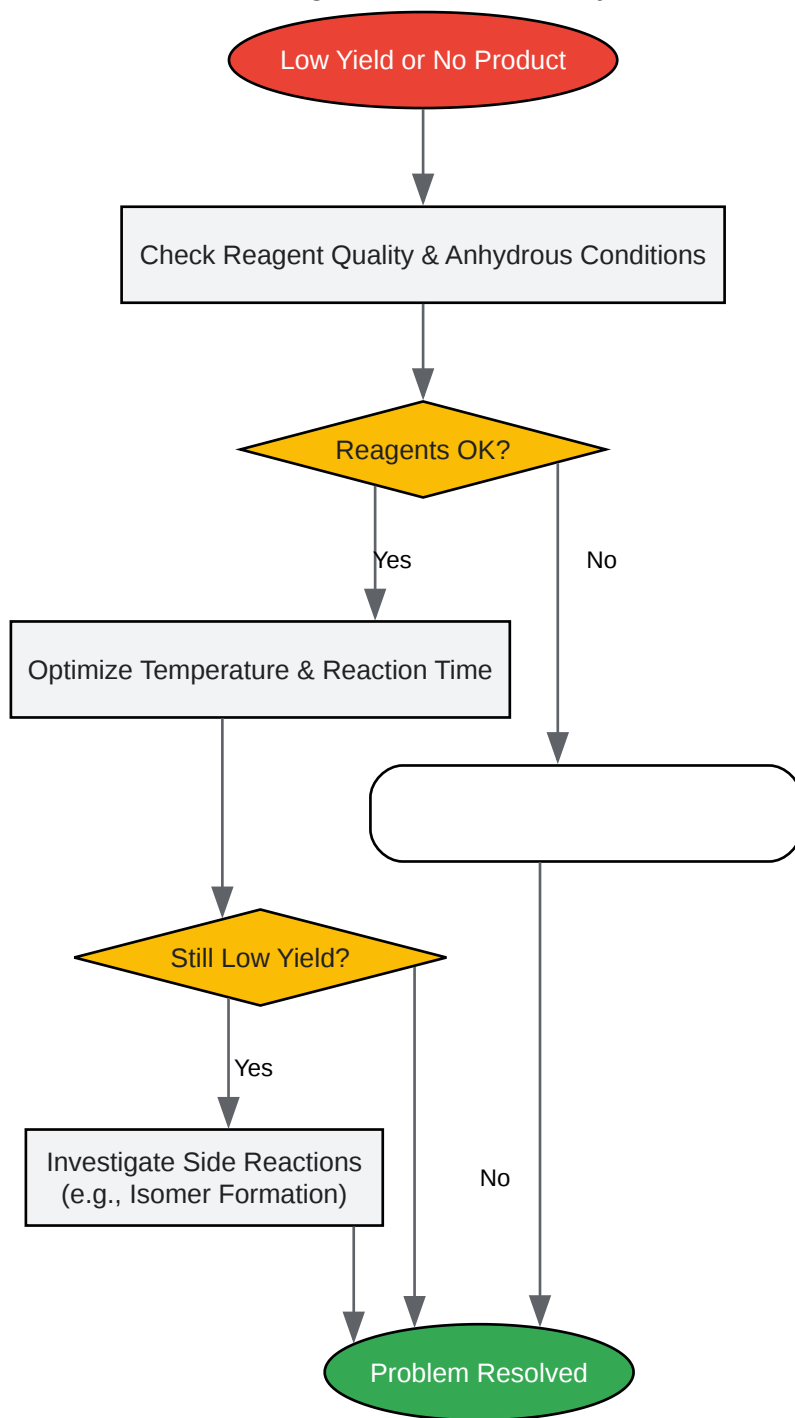 Low Yield or No Product
Check Reagent Quality & Anhydrous Conditions
Reagents OK?
Yes
No
Optimize Temperature & Reaction Time
Still Low Yield?
Yes
Investigate Side Reactions
(e.g., Isomer Formation)
No
Problem Resolved